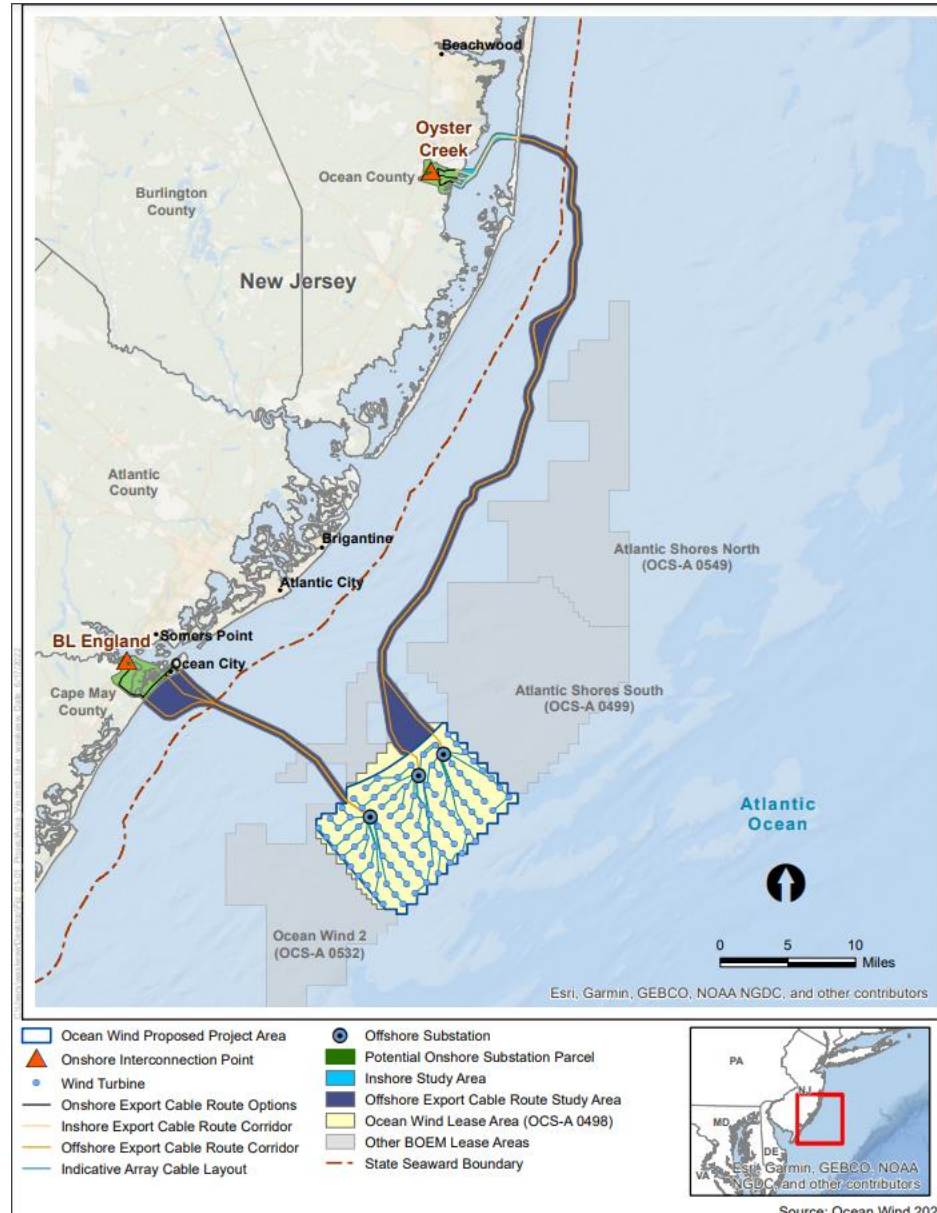 Beachwood
Oyster
Creek
Ocean County
Burlington
County
New Jersey
Atlantic
County
Brigantine
Atlantic City
Atlantic Shores North
(OCS-A 0549)
BL England
Somers Point
Ocean City
Cape May
County
Atlantic Shores South
(OCS-A 0499)
Atlantic
Ocean
Ocean Wind 2
(OCS-A 0532)
0 5 10
Miles
Esri, Garmin, GEBCO, NOAA NGDC, and other contributors
Ocean Wind Proposed Project Area
Onshore Interconnection Point
Wind Turbine
Onshore Export Cable Route Options
Inshore Export Cable Route Corridor
Offshore Export Cable Route Corridor
Indicative Array Cable Layout
Offshore Substation
Potential Onshore Substation Parcel
Inshore Study Area
Offshore Export Cable Route Study Area
Ocean Wind Lease Area (OCS-A 0498)
Other BOEM Lease Areas
State Seaward Boundary
PA
NJ
MD
DE
VA
Esri, Garmin, GEBCO, NOAA
NGDC, and other contributors
Source: Ocean Wind 202